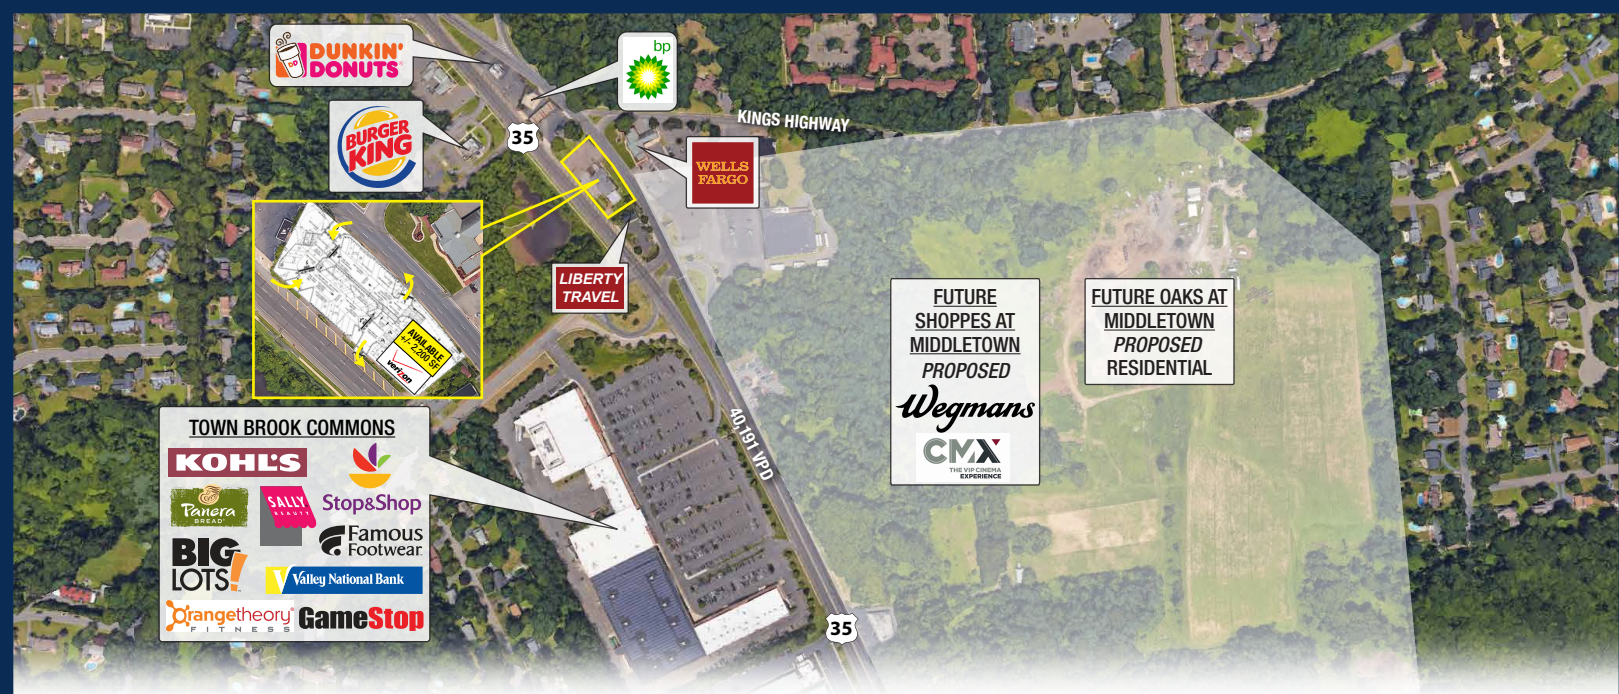 DUNKIN'
DONUTS
bp
BURGER
KING
35
KINGS HIGHWAY
WELLS
FARGO
LIBERTY
TRAVEL
AVAILABLE
+/- 2,200 SF
verizon
FUTURE
SHOPPES AT
MIDDLETOWN
PROPOSED
Wegmans
CMX
THE VIP CINEMA
EXPERIENCE
FUTURE OAKS AT
MIDDLETOWN
PROPOSED
RESIDENTIAL
40,191 VPD
TOWN BROOK COMMONS
KOHL'S
Stop&Shop
Panera
BREAD
SALLY
BEAUTY
Famous
Footwear
BIG
LOTS!
Valley National Bank
Orangetheory
FITNESS
GameStop
35